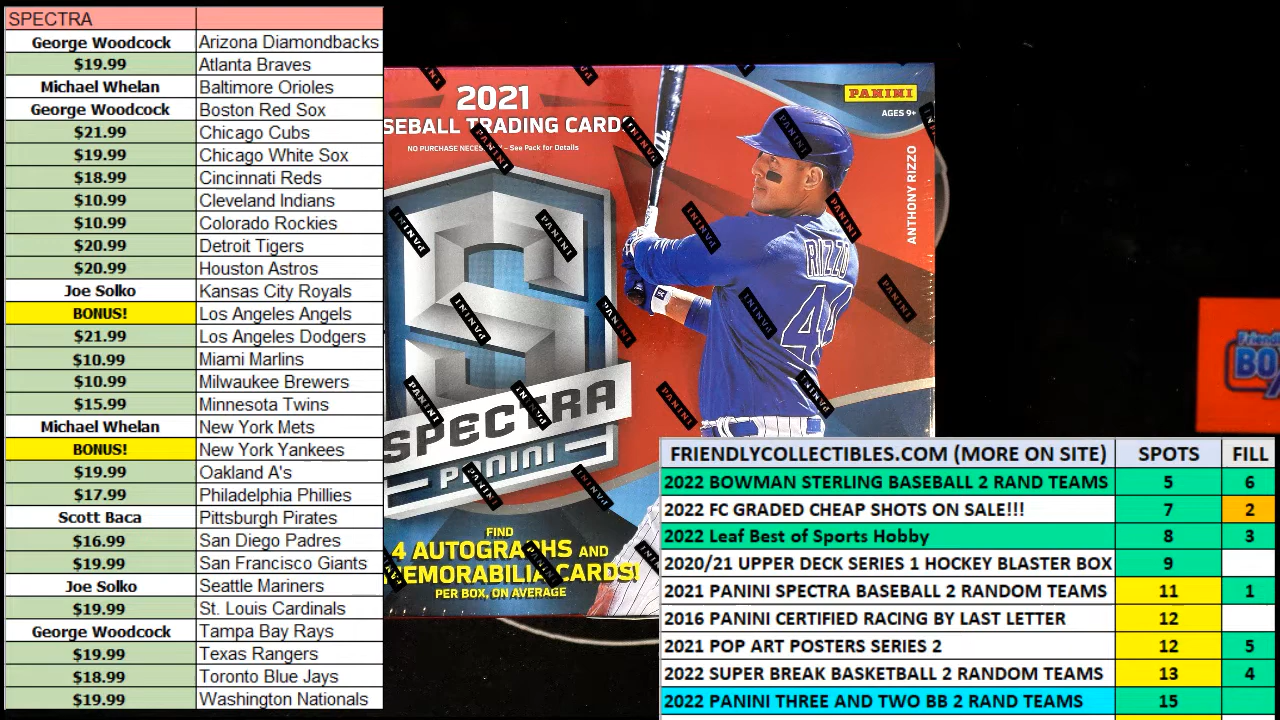 SPECTRA
George Woodcock Arizona Diamondbacks
$19.99 Atlanta Braves
Michael Whelan Baltimore Orioles
George Woodcock Boston Red Sox
$21.99 Chicago Cubs
$19.99 Chicago White Sox
$18.99 Cincinnati Reds
$10.99 Cleveland Indians
$10.99 Colorado Rockies
$20.99 Detroit Tigers
$20.99 Houston Astros
Joe Solko Kansas City Royals
BONUS! Los Angeles Angels
$21.99 Los Angeles Dodgers
$10.99 Miami Marlins
$10.99 Milwaukee Brewers
$15.99 Minnesota Twins
Michael Whelan New York Mets
BONUS! New York Yankees
$19.99 Oakland A's
$17.99 Philadelphia Phillies
Scott Baca Pittsburgh Pirates
$16.99 San Diego Padres
$19.99 San Francisco Giants
Joe Solko Seattle Mariners
$19.99 St. Louis Cardinals
George Woodcock Tampa Bay Rays
$19.99 Texas Rangers
$18.99 Toronto Blue Jays
$19.99 Washington Nationals
2021
SEBALL TRADING CARDS
NO PURCHASE NECESSARY – See Pack for Details
PANINI
AGES 9+
ANTHONY RIZZO
RIZZO
44
S
SPECTRA
PANINI
FIND
4 AUTOGRAPHS AND
MEMORABILIA CARDS!
PER BOX, ON AVERAGE
Friendly
BO
FRIENDLYCOLLECTIBLES.COM (MORE ON SITE) SPOTS FILL
2022 BOWMAN STERLING BASEBALL 2 RAND TEAMS 5 6
2022 FC GRADED CHEAP SHOTS ON SALE!!! 7 2
2022 Leaf Best of Sports Hobby 8 3
2020/21 UPPER DECK SERIES 1 HOCKEY BLASTER BOX 9
2021 PANINI SPECTRA BASEBALL 2 RANDOM TEAMS 11 1
2016 PANINI CERTIFIED RACING BY LAST LETTER 12
2021 POP ART POSTERS SERIES 2 12 5
2022 SUPER BREAK BASKETBALL 2 RANDOM TEAMS 13 4
2022 PANINI THREE AND TWO BB 2 RAND TEAMS 15